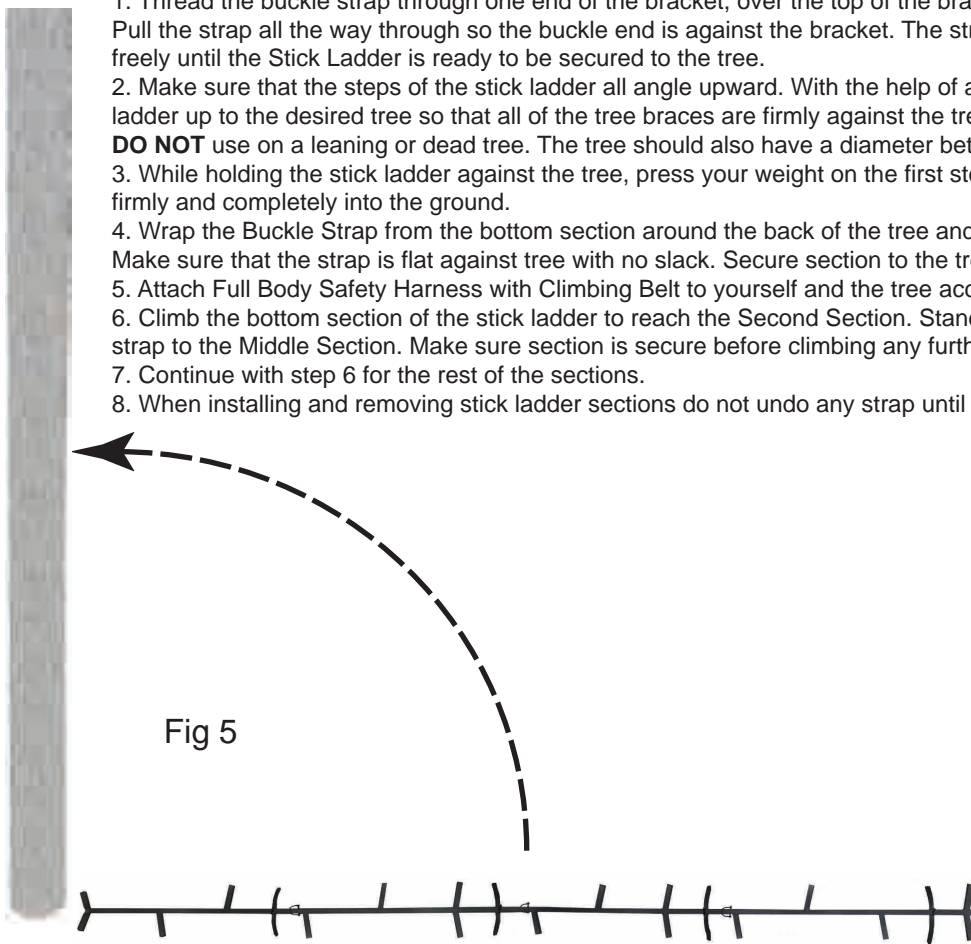 1. Thread the buckle strap through one end of the bracket, over the top of the
Pull the strap all the way through so the buckle end is against the bracket. The
freely until the Stick Ladder is ready to be secured to the tree.
2. Make sure that the steps of the stick ladder all angle upward. With the help of
ladder up to the desired tree so that all of the tree braces are firmly against the
DO NOT use on a leaning or dead tree. The tree should also have a diameter
3. While holding the stick ladder against the tree, press your weight on the first
firmly and completely into the ground.
4. Wrap the Buckle Strap from the bottom section around the back of the tree and
Make sure that the strap is flat against tree with no slack. Secure section to the
5. Attach Full Body Safety Harness with Climbing Belt to yourself and the tree
6. Climb the bottom section of the stick ladder to reach the Second Section.
strap to the Middle Section. Make sure section is secure before climbing any
7. Continue with step 6 for the rest of the sections.
8. When installing and removing stick ladder sections do not undo any strap until
Fig 5